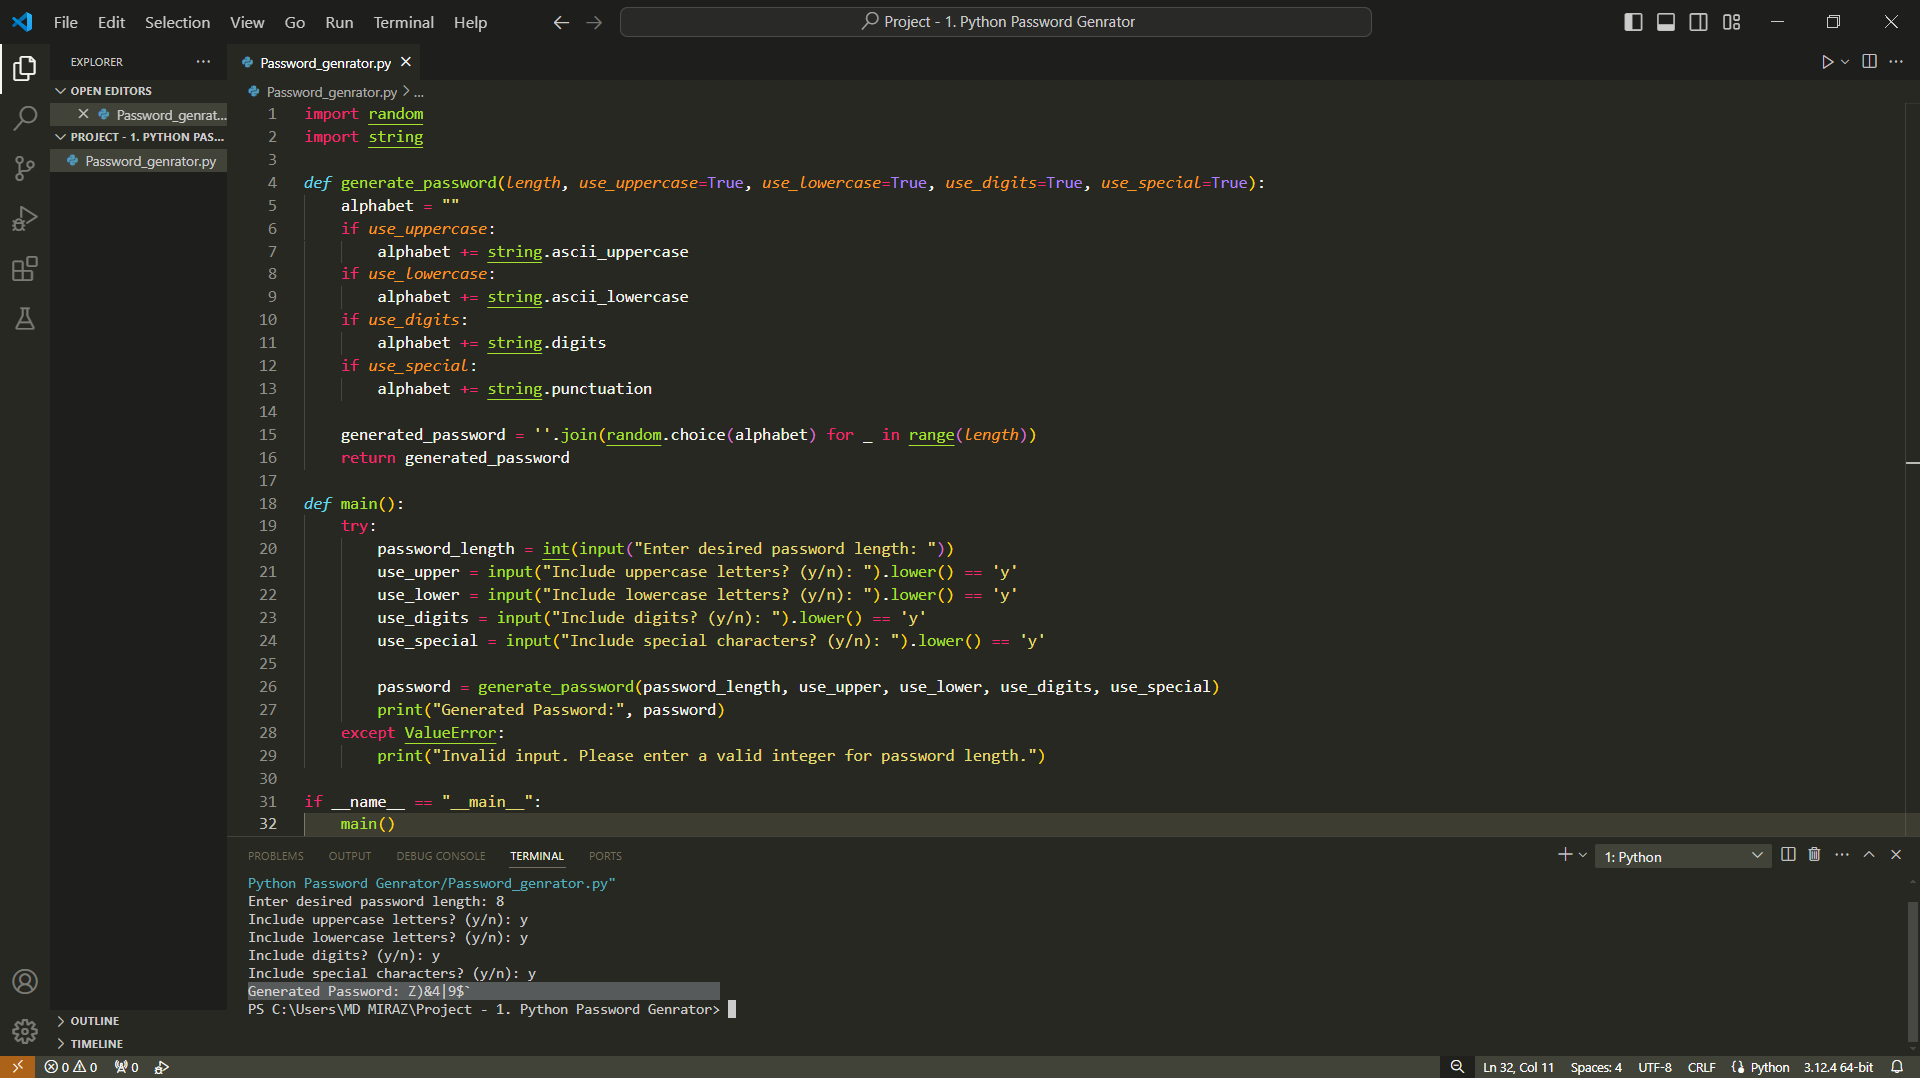 File Edit Selection View Go Run Terminal Help
Project - 1. Python Password Genrator
EXPLORER
OPEN EDITORS
Password_genrat...
PROJECT - 1. PYTHON PAS...
Password_genrator.py
OUTLINE
TIMELINE
Password_genrator.py
Password_genrator.py > ...
1 import random
2 import string
3
4 def generate_password(length, use_uppercase=True, use_lowercase=True, use_digits=True, use_special=True):
5     alphabet = ""
6     if use_uppercase:
7         alphabet += string.ascii_uppercase
8     if use_lowercase:
9         alphabet += string.ascii_lowercase
10     if use_digits:
11         alphabet += string.digits
12     if use_special:
13         alphabet += string.punctuation
14
15     generated_password = ''.join(random.choice(alphabet) for _ in range(length))
16     return generated_password
17
18 def main():
19     try:
20         password_length = int(input("Enter desired password length: "))
21         use_upper = input("Include uppercase letters? (y/n): ").lower() == 'y'
22         use_lower = input("Include lowercase letters? (y/n): ").lower() == 'y'
23         use_digits = input("Include digits? (y/n): ").lower() == 'y'
24         use_special = input("Include special characters? (y/n): ").lower() == 'y'
25
26         password = generate_password(password_length, use_upper, use_lower, use_digits, use_special)
27         print("Generated Password:", password)
28     except ValueError:
29         print("Invalid input. Please enter a valid integer for password length.")
30
31 if __name__ == "__main__":
32     main()
PROBLEMS OUTPUT DEBUG CONSOLE TERMINAL PORTS
1: Python
Python Password Genrator/Password_genrator.py"
Enter desired password length: 8
Include uppercase letters? (y/n): y
Include lowercase letters? (y/n): y
Include digits? (y/n): y
Include special characters? (y/n): y
Generated Password: Z)&4|9$`
PS C:\Users\MD MIRAZ\Project - 1. Python Password Genrator>
0 0 0
Ln 32, Col 11 Spaces: 4 UTF-8 CRLF Python 3.12.4 64-bit